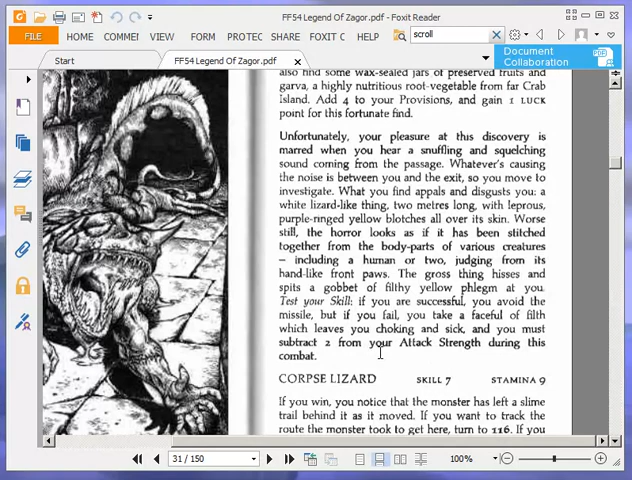 FF54 Legend Of Zagor.pdf - Foxit Reader
FILE HOME COMMEI VIEW FORM PROTEC SHARE FOXIT C HELP scroll
Start FF54 Legend Of Zagor.pdf Document
Collaboration
also find some wax-sealed jars of preserved fruits and
garva, a highly nutritious root-vegetable from far Crab
Island. Add 4 to your Provisions, and gain 1 LUCK
point for this fortunate find.
Unfortunately, your pleasure at this discovery is
marred when you hear a snuffling and squelching
sound coming from the passage. Whatever's causing
the noise is between you and the exit, so you move to
investigate. What you find appals and disgusts you: a
white lizard-like thing, two metres long, with leprous,
purple-ringed yellow blotches all over its skin. Worse
still, the horror looks as if it has been stitched
together from the body-parts of various creatures
– including a human or two, judging from its
hand-like front paws. The gross thing hisses and
spits a gobbet of filthy yellow phlegm at you.
Test your Skill: if you are successful, you avoid the
missile, but if you fail, you take a faceful of filth
which leaves you choking and sick, and you must
subtract 2 from your Attack Strength during this
combat.
CORPSE LIZARD SKILL 7 STAMINA 9
If you win, you notice that the monster has left a slime
trail behind it as it moved. If you want to track the
route the monster took to get here, turn to 116. If you
31 / 150 100%